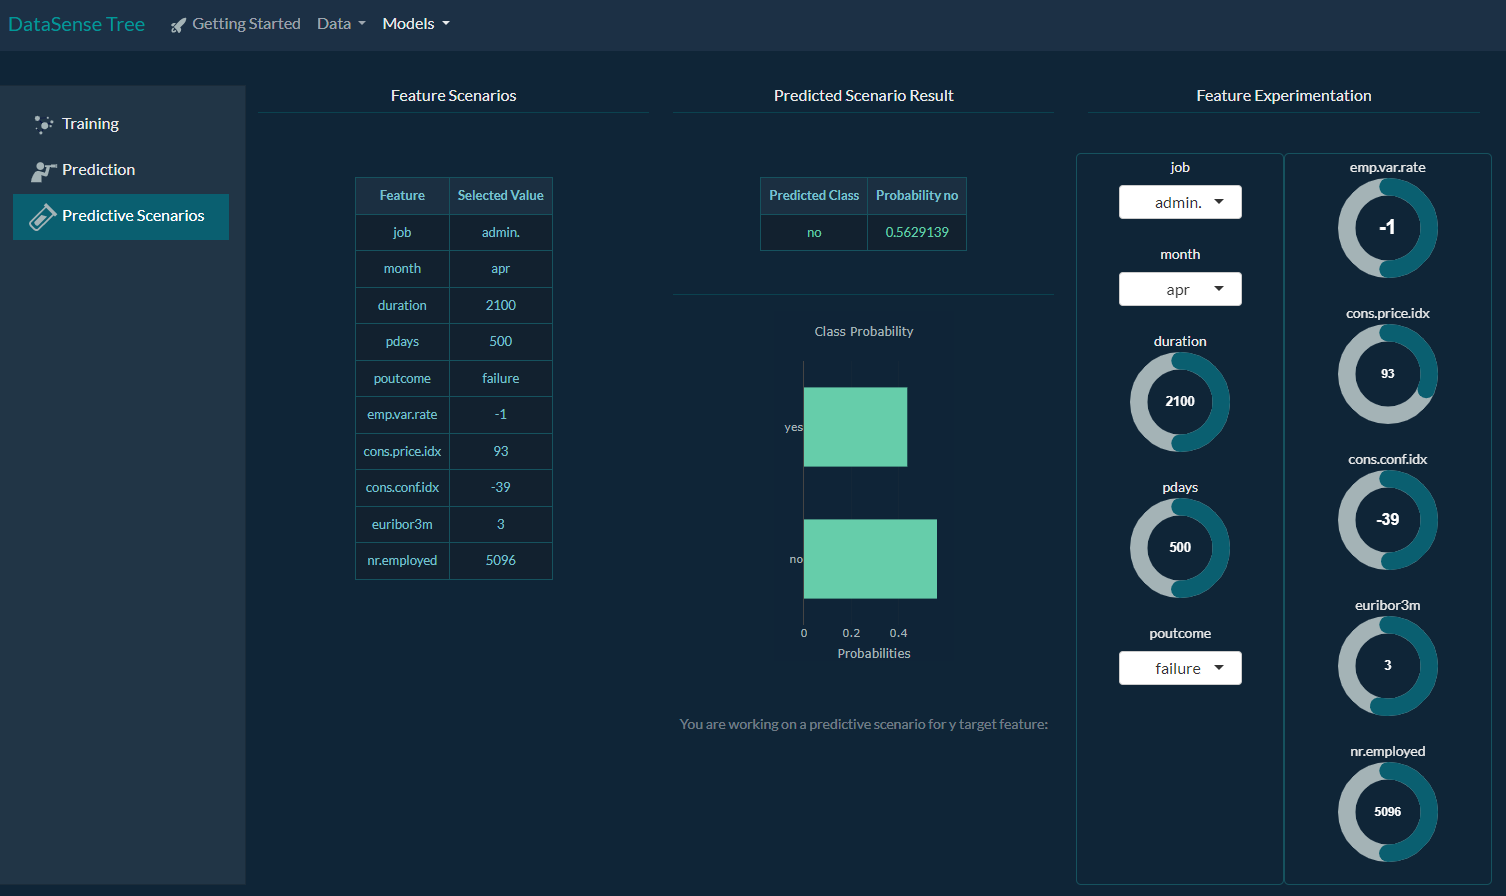 DataSense Tree Getting Started Data Models
Training
Prediction
Predictive Scenarios
Feature Scenarios
Feature Selected Value
job admin.
month apr
duration 2100
pdays 500
poutcome failure
emp.var.rate -1
cons.price.idx 93
cons.conf.idx -39
euribor3m 3
nr.employed 5096
Predicted Scenario Result
Predicted Class Probability no
no 0.5629139
Class Probability
yes
no
0 0.2 0.4
Probabilities
You are working on a predictive scenario for y target feature:
Feature Experimentation
job
admin.
month
apr
duration
2100
pdays
500
poutcome
failure
emp.var.rate
-1
cons.price.idx
93
cons.conf.idx
-39
euribor3m
3
nr.employed
5096